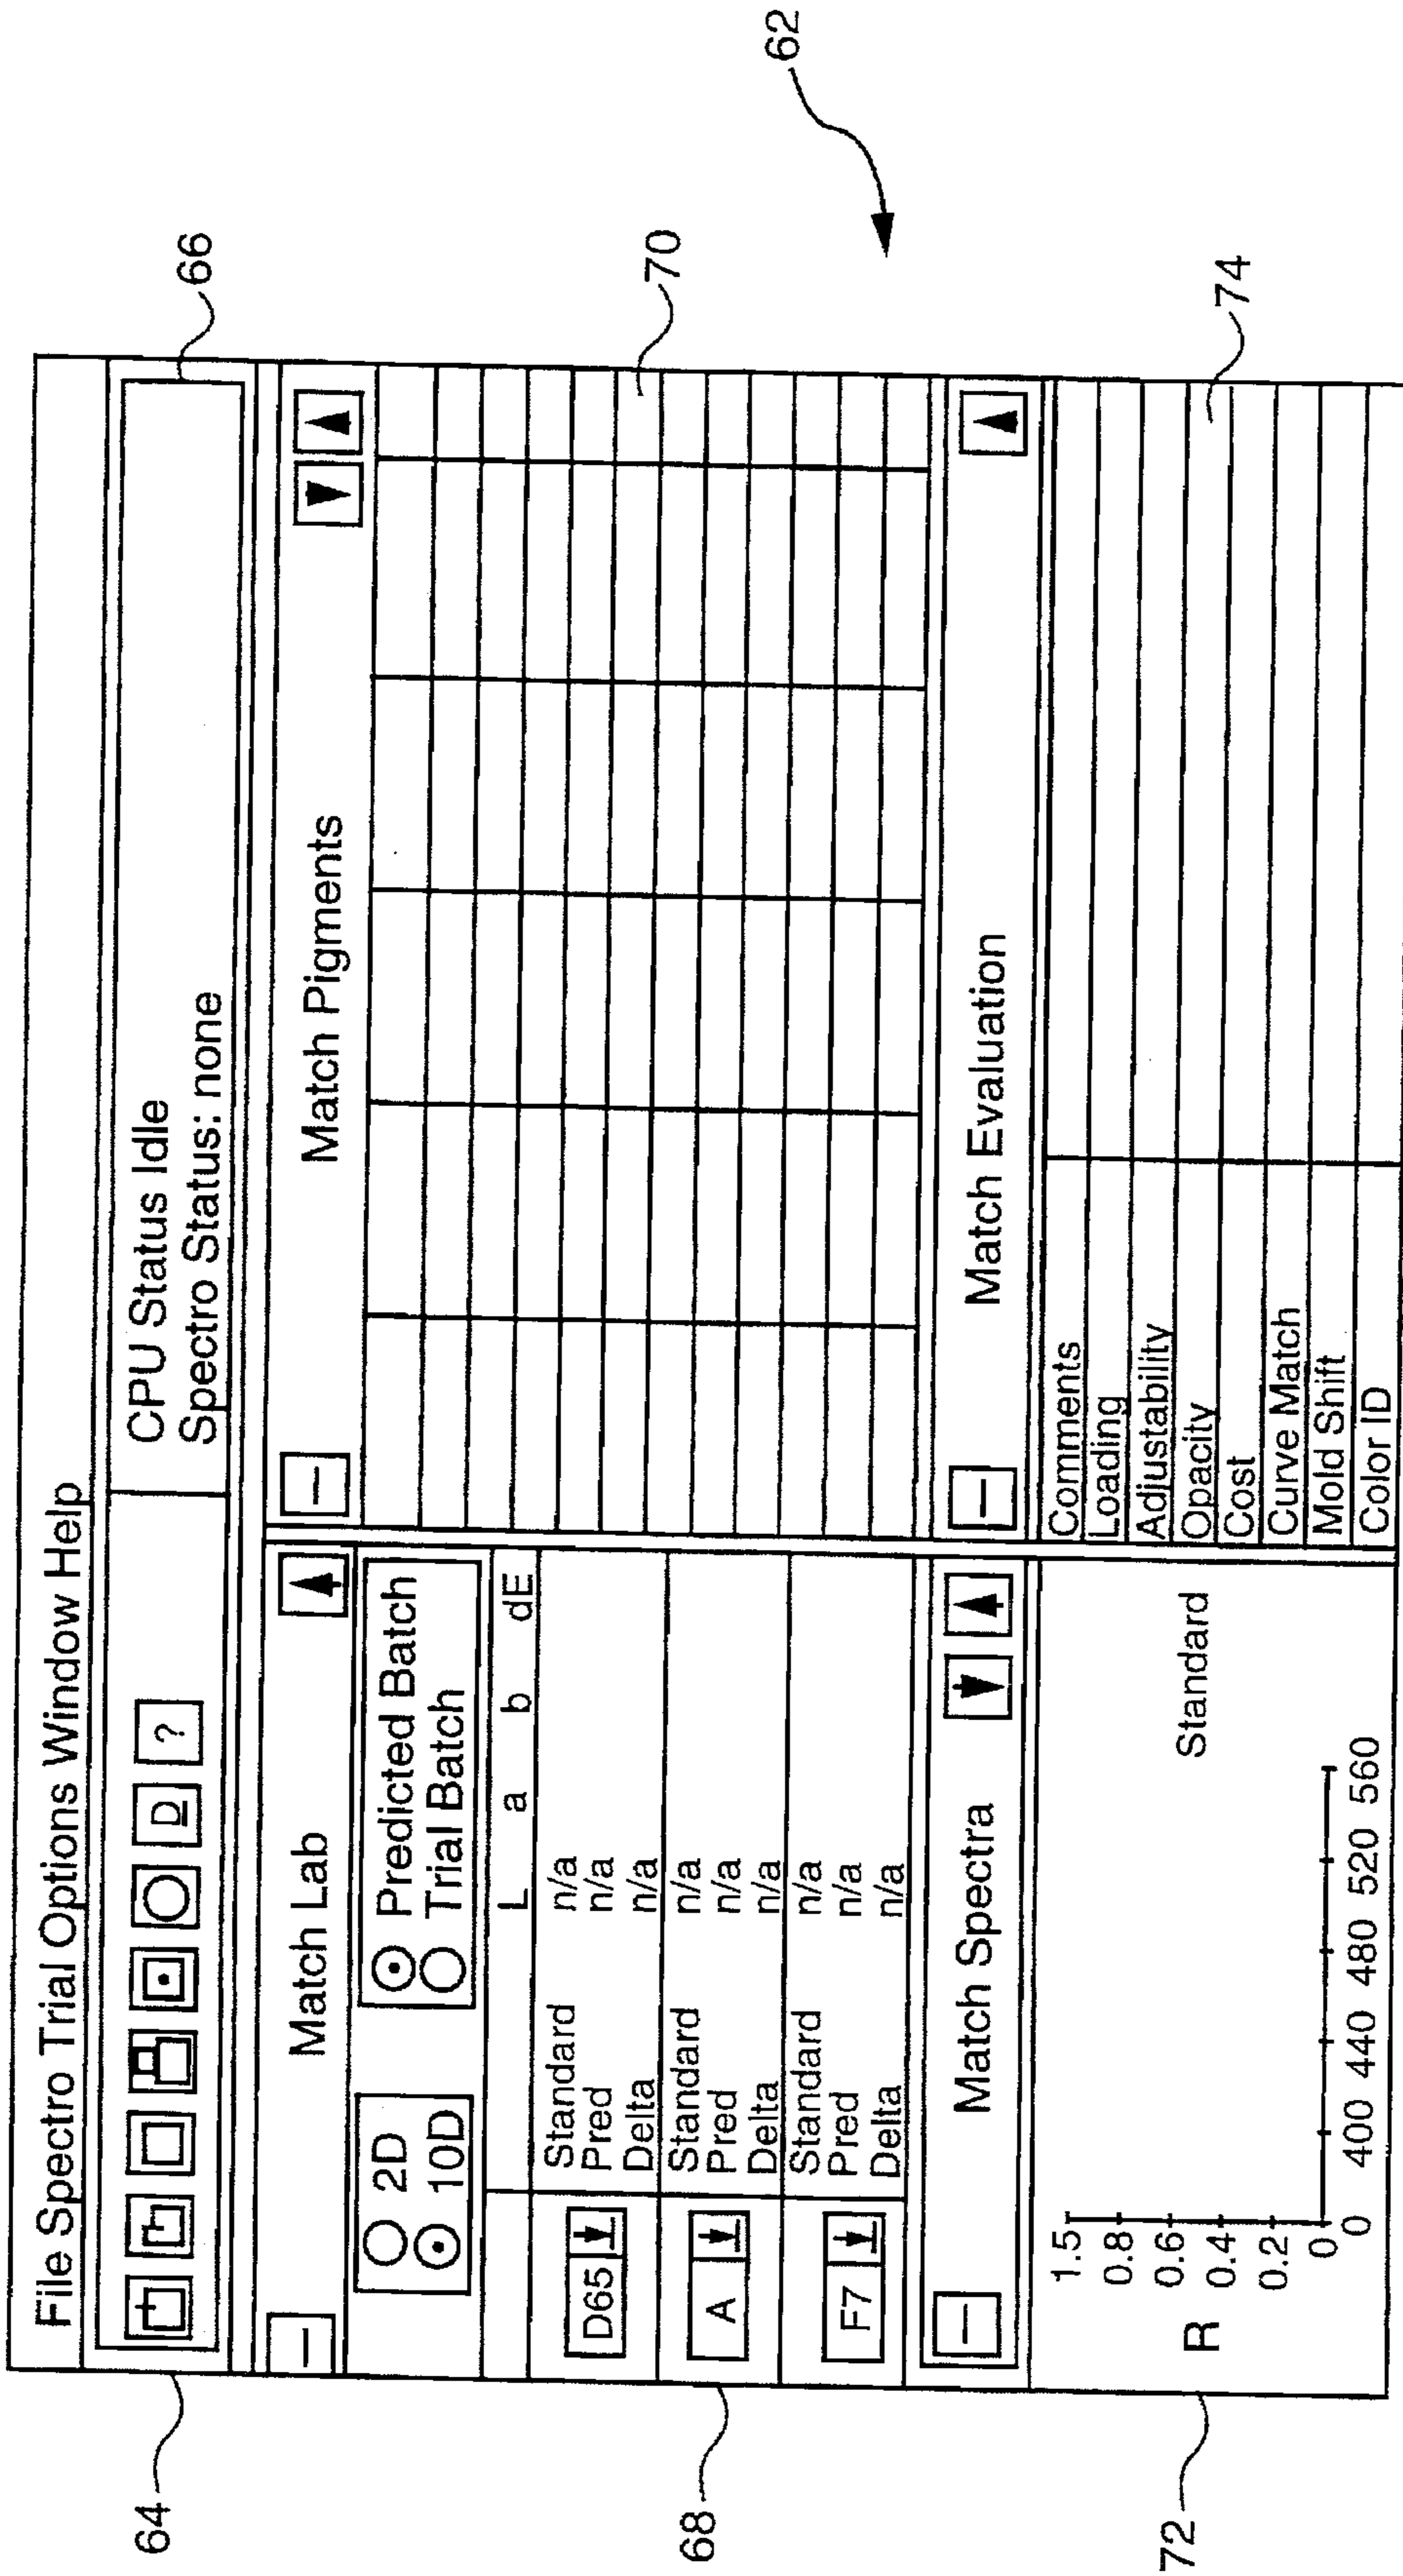 File Spectro Trial Options Window Help
D ?
CPU Status Idle
Spectro Status: none
64
66
Match Lab
2D
10D
Predicted Batch
Trial Batch
L a b dE
D65
Standard n/a
Pred n/a
Delta n/a
A
Standard n/a
Pred n/a
Delta n/a
F7
Standard n/a
Pred n/a
Delta n/a
68
Match Pigments
70
62
Match Spectra
R
1.5
0.8
0.6
0.4
0.2
0
0 400 440 480 520 560
Standard
72
Match Evaluation
Comments
Loading
Adjustability
Opacity
Cost
Curve Match
Mold Shift
Color ID
74